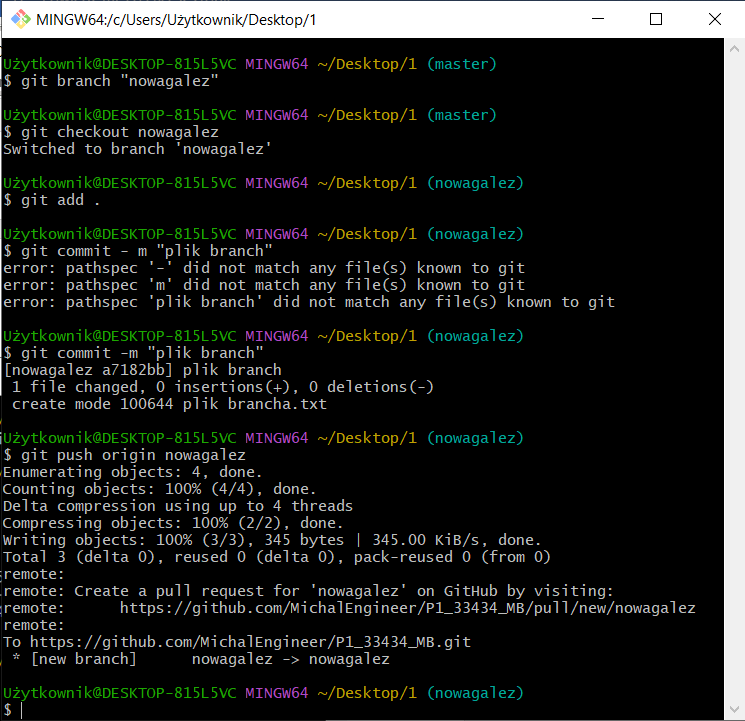 MINGW64:/c/Users/Użytkownik/Desktop/1
Użytkownik@DESKTOP-815L5VC MINGW64 ~/Desktop/1 (master)
$ git branch "nowagalez"
Użytkownik@DESKTOP-815L5VC MINGW64 ~/Desktop/1 (master)
$ git checkout nowagalez
Switched to branch 'nowagalez'
Użytkownik@DESKTOP-815L5VC MINGW64 ~/Desktop/1 (nowagalez)
$ git add .
Użytkownik@DESKTOP-815L5VC MINGW64 ~/Desktop/1 (nowagalez)
$ git commit - m "plik branch"
error: pathspec '-' did not match any file(s) known to git
error: pathspec 'm' did not match any file(s) known to git
error: pathspec 'plik branch' did not match any file(s) known to git
Użytkownik@DESKTOP-815L5VC MINGW64 ~/Desktop/1 (nowagalez)
$ git commit -m "plik branch"
[nowagalez a7182bb] plik branch
 1 file changed, 0 insertions(+), 0 deletions(-)
 create mode 100644 plik brancha.txt
Użytkownik@DESKTOP-815L5VC MINGW64 ~/Desktop/1 (nowagalez)
$ git push origin nowagalez
Enumerating objects: 4, done.
Counting objects: 100% (4/4), done.
Delta compression using up to 4 threads
Compressing objects: 100% (2/2), done.
Writing objects: 100% (3/3), 345 bytes | 345.00 KiB/s, done.
Total 3 (delta 0), reused 0 (delta 0), pack-reused 0 (from 0)
remote:
remote: Create a pull request for 'nowagalez' on GitHub by visiting:
remote:      https://github.com/MichalEngineer/P1_33434_MB/pull/new/nowagalez
remote:
To https://github.com/MichalEngineer/P1_33434_MB.git
 * [new branch]      nowagalez -> nowagalez
Użytkownik@DESKTOP-815L5VC MINGW64 ~/Desktop/1 (nowagalez)
$